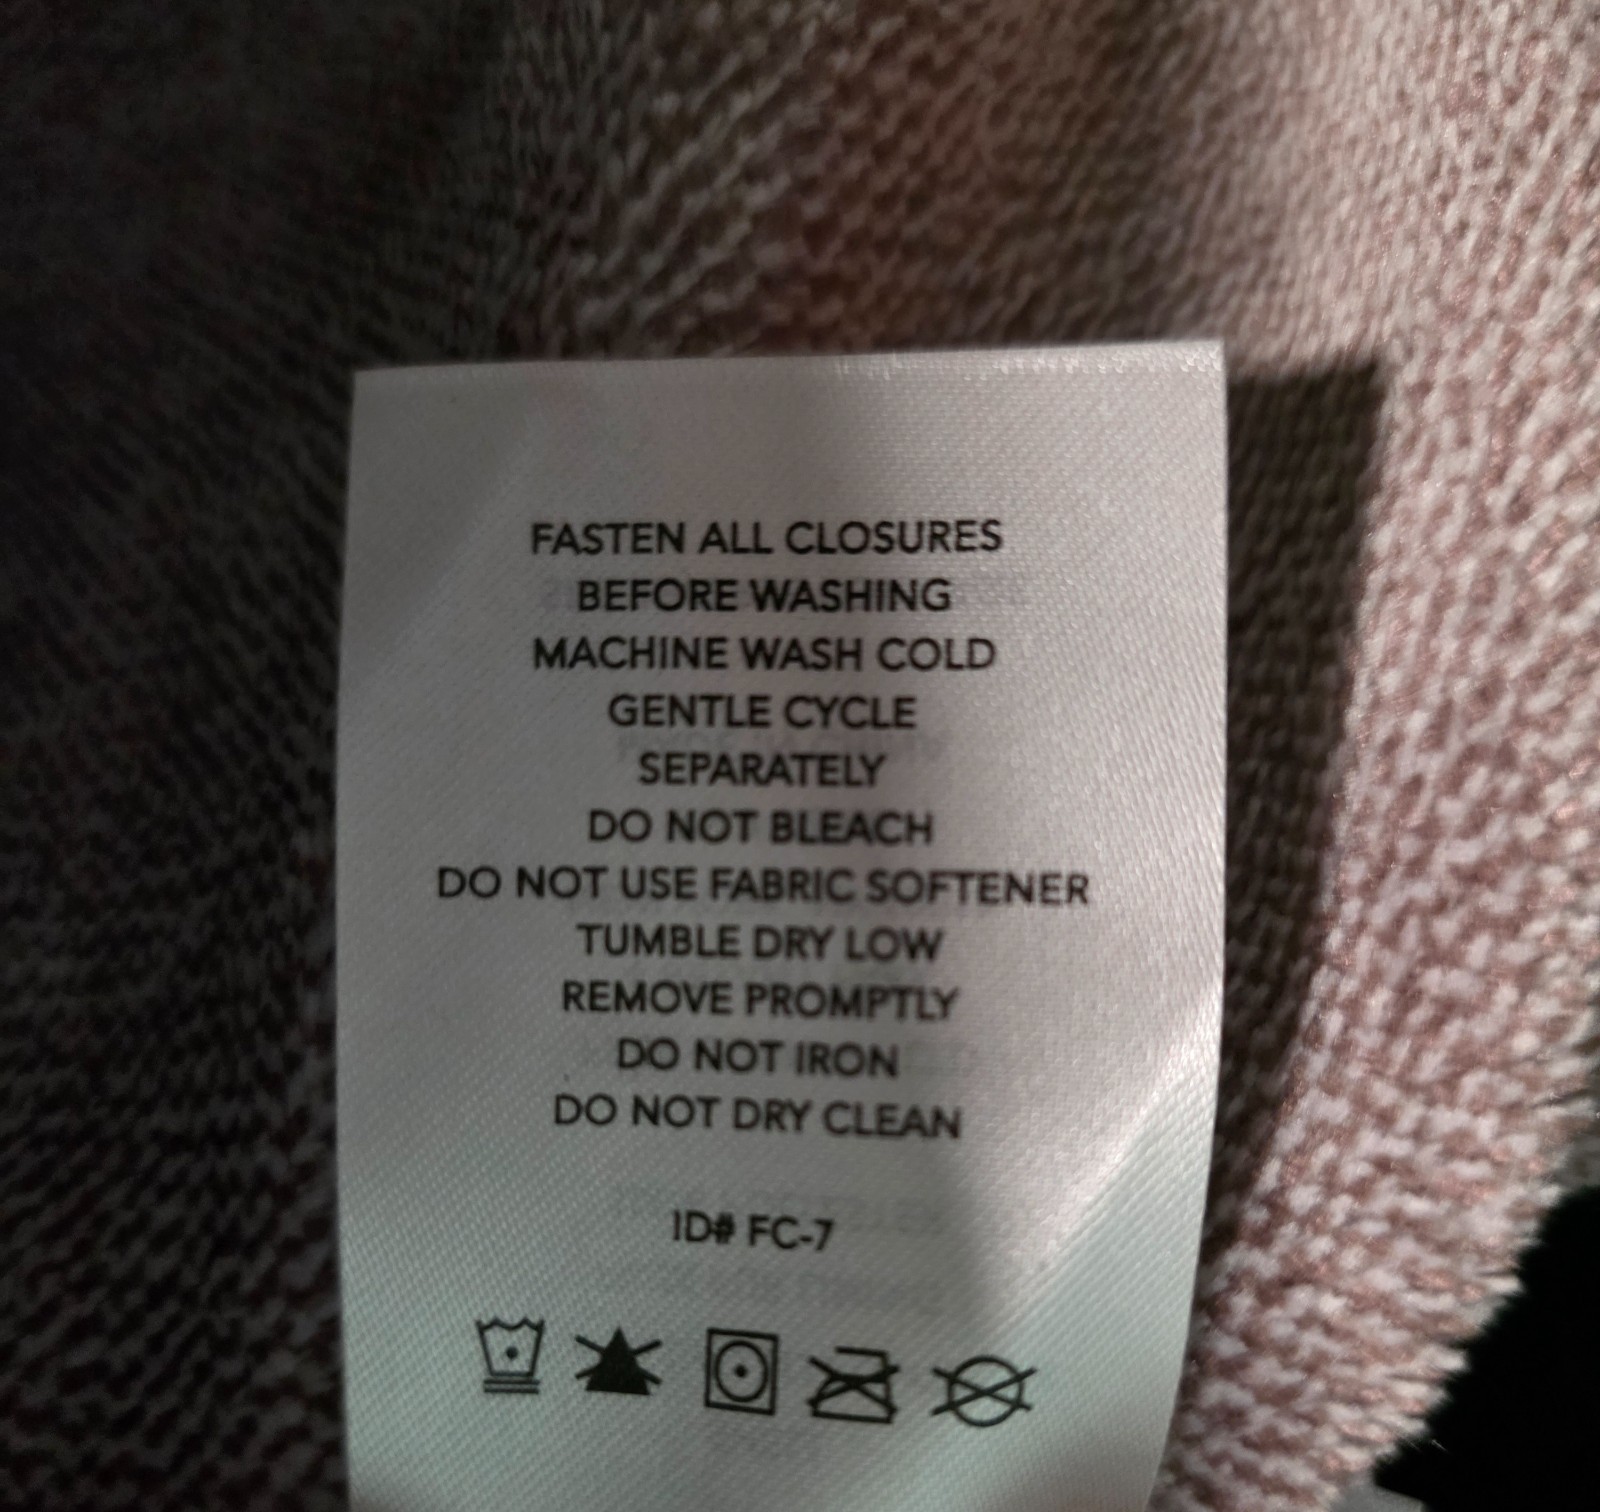 FASTEN ALL CLOSURES
BEFORE WASHING
MACHINE WASH COLD
GENTLE CYCLE
SEPARATELY
DO NOT BLEACH
DO NOT USE FABRIC SOFTENER
TUMBLE DRY LOW
REMOVE PROMPTLY
DO NOT IRON
DO NOT DRY CLEAN
ID# FC-7